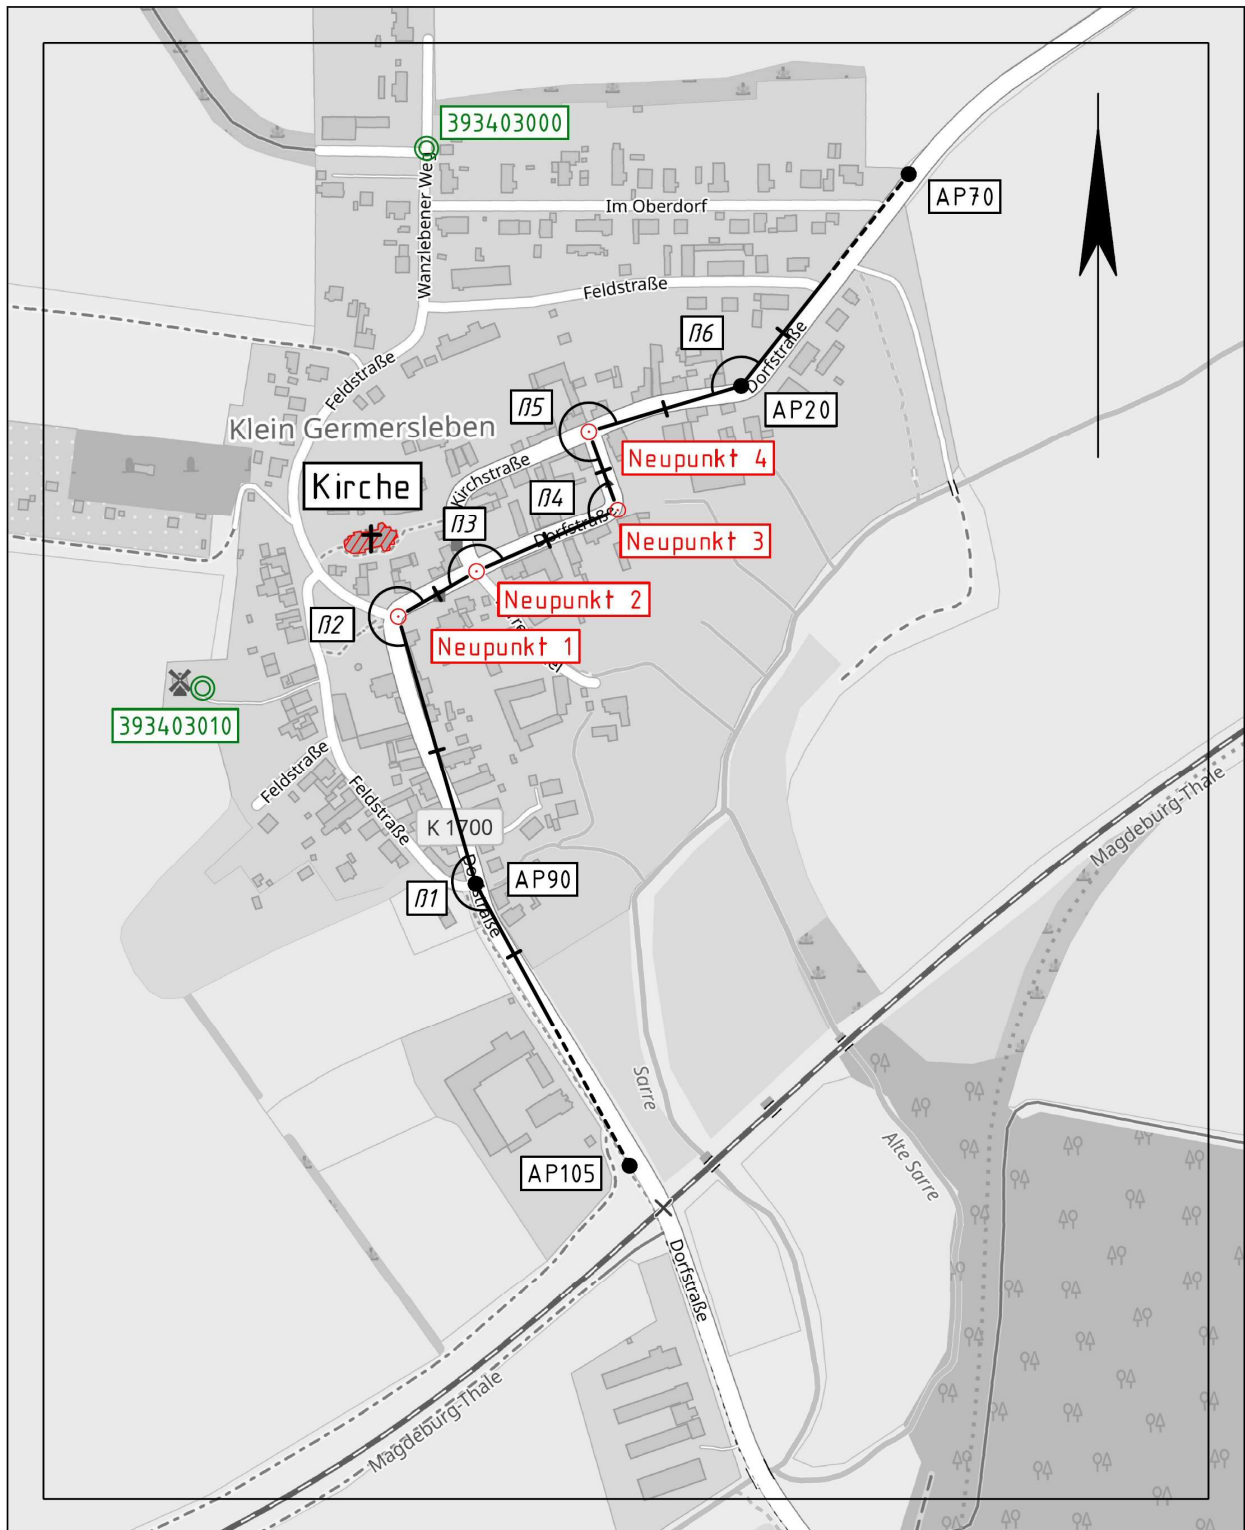 393403000
AP70
Wanzlebener Weg
Im Oberdorf
Feldstraße
ß6
Dorfstraße
Feldstraße
ß5
AP20
Klein Germersleben
Neupunkt 4
Kirchstraße
Kirche
ß4
ß3
Dorfstraße
Neupunkt 3
Neupunkt 2
ß2
Neupunkt 1
393403010
Feldstraße
Feldstraße
Magdeburg-Thale
K 1700
Dorfstraße
AP90
ß1
Sarre
Alte Sarre
AP105
Dorfstraße
Magdeburg-Thale